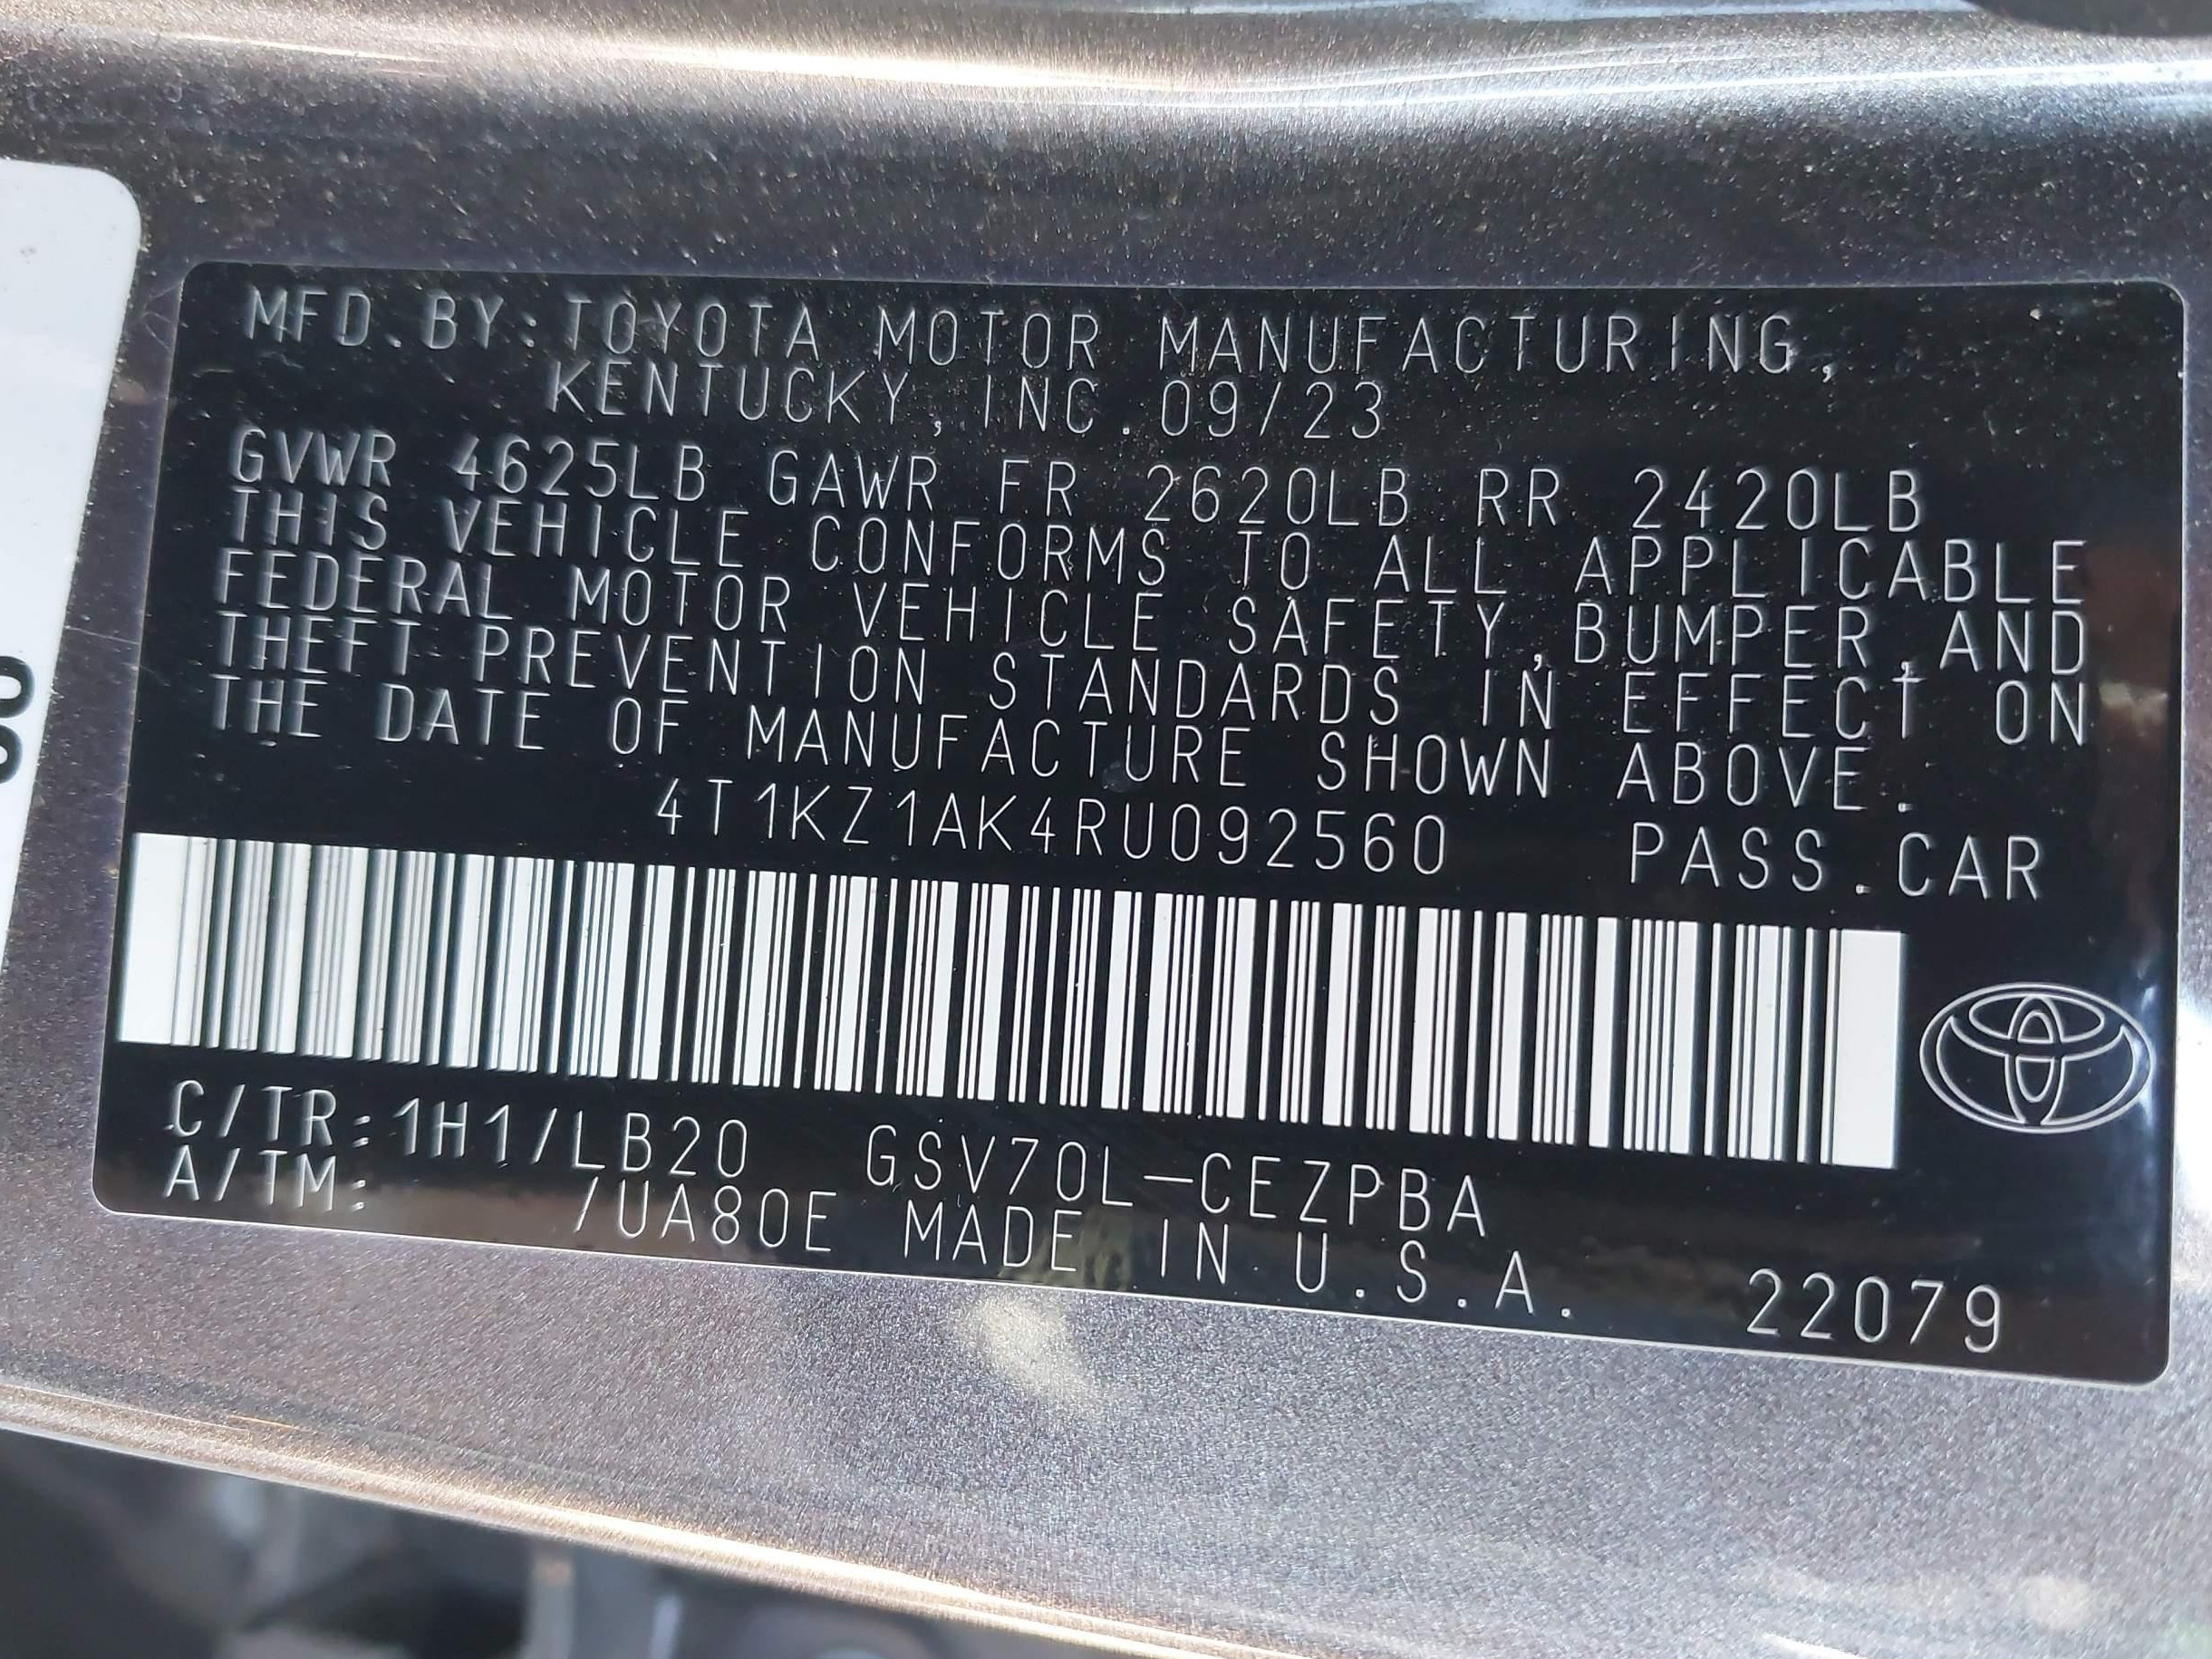 MFD.BY:TOYOTA MOTOR MANUFACTURING,
KENTUCKY, INC. 09/23
GVWR 4625LB GAWR FR 2620LB RR 2420LB
THIS VEHICLE CONFORMS TO ALL APPLICABLE
FEDERAL MOTOR VEHICLE SAFETY,BUMPER,AND
THEFT PREVENTION STANDARDS IN EFFECT ON
THE DATE OF MANUFACTURE SHOWN ABOVE.
4T1KZ1AK4RU092560 PASS.CAR
C/TR:1H1/LB20 GSV70L-CEZPBA
A/TM: /UA80E MADE IN U.S.A. 22079